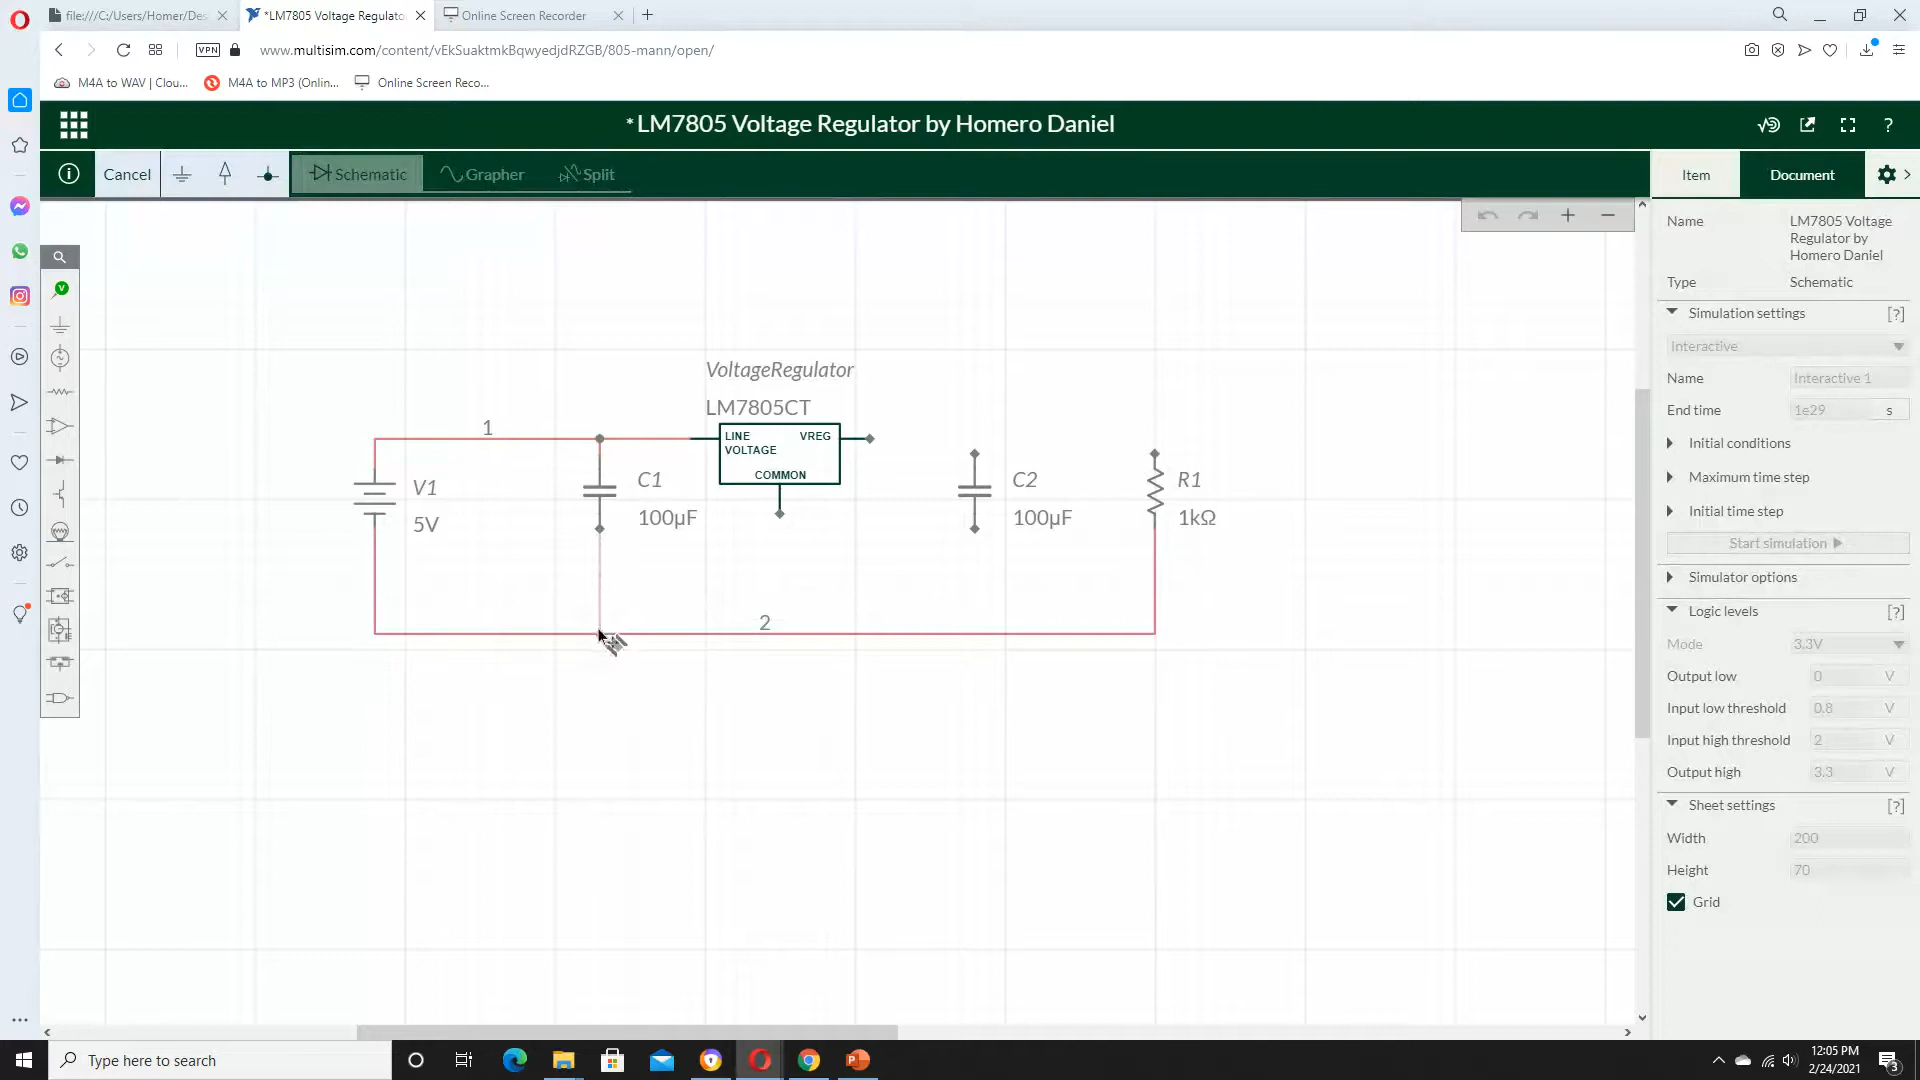 file:///C:/Users/Homer/Des
*LM7805 Voltage Regulato
Online Screen Recorder
VPN
www.multisim.com/content/vEkSuaktmkBqwyedjdRZGB/805-mann/open/
M4A to WAV | Clou...
M4A to MP3 (Onlin...
Online Screen Reco...
*LM7805 Voltage Regulator by Homero Daniel
Cancel
Schematic
Grapher
Split
Item
Document
Name
LM7805 Voltage
Regulator by
Homero Daniel
Type
Schematic
Simulation settings
[?]
Interactive
Name
Interactive 1
End time
1e29
s
Initial conditions
Maximum time step
Initial time step
Start simulation
Simulator options
Logic levels
[?]
Mode
3.3V
Output low
0
V
Input low threshold
0.8
V
Input high threshold
2
V
Output high
3.3
V
Sheet settings
[?]
Width
200
Height
70
Grid
V
VoltageRegulator
LM7805CT
LINE
VOLTAGE
VREG
COMMON
1
V1
5V
C1
100µF
C2
100µF
R1
1kΩ
2
Type here to search
12:05 PM
2/24/2021
3